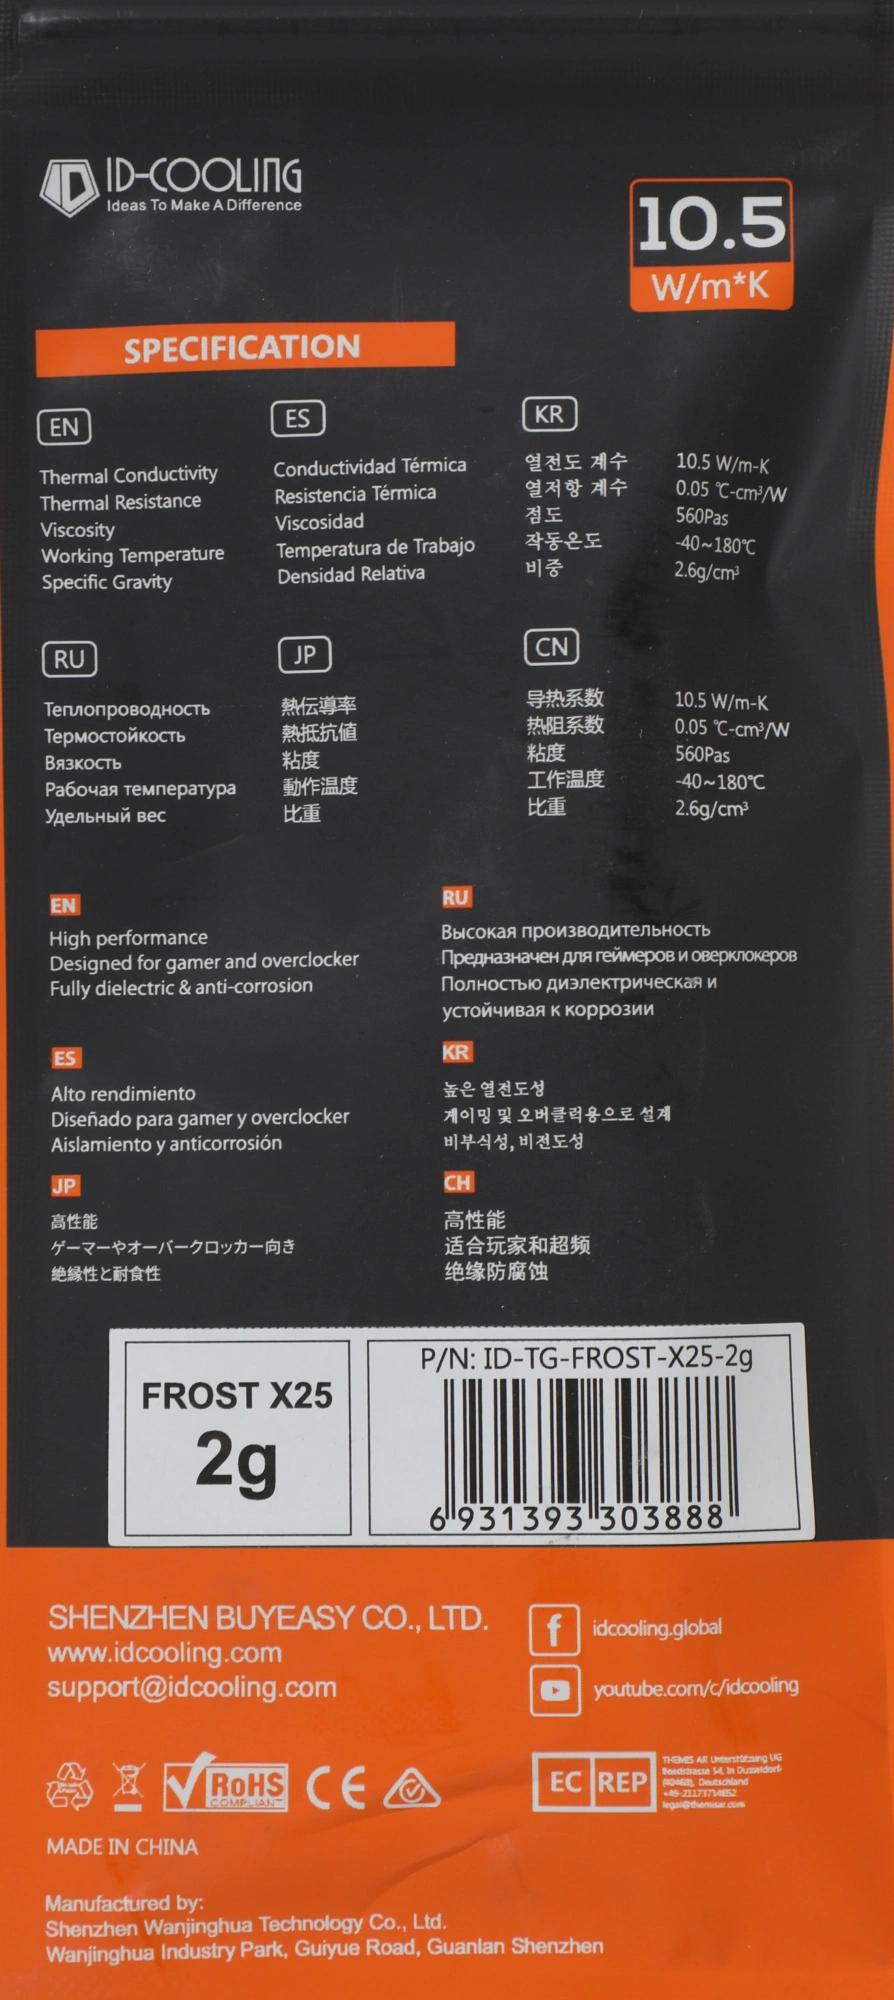 ID-COOLING
Ideas To Make A Difference
10.5
W/m*K
SPECIFICATION
EN
Thermal Conductivity
Thermal Resistance
Viscosity
Working Temperature
Specific Gravity
ES
Conductividad Térmica
Resistencia Térmica
Viscosidad
Temperatura de Trabajo
Densidad Relativa
KR
열전도 계수 10.5 W/m-K
열저항 계수 0.05 ℃-cm²/W
점도 560Pas
작동온도 -40~180℃
비중 2.6g/cm³
RU
Теплопроводность
Термостойкость
Вязкость
Рабочая температура
Удельный вес
JP
熱伝導率
熱抵抗値
粘度
動作温度
比重
CN
导热系数 10.5 W/m-K
热阻系数 0.05 ℃-cm²/W
粘度 560Pas
工作温度 -40~180℃
比重 2.6g/cm³
EN
High performance
Designed for gamer and overclocker
Fully dielectric & anti-corrosion
RU
Высокая производительность
Предназначен для геймеров и оверклокеров
Полностью диэлектрическая и
устойчивая к коррозии
ES
Alto rendimiento
Diseñado para gamer y overclocker
Aislamiento y anticorrosión
KR
높은 열전도성
게이밍 및 오버클럭용으로 설계
비부식성, 비전도성
JP
高性能
ゲーマーやオーバークロッカー向き
絶縁性と耐食性
CH
高性能
适合玩家和超频
绝缘防腐蚀
FROST X25
2g
P/N: ID-TG-FROST-X25-2g
6 931393 303888
SHENZHEN BUYEASY CO., LTD.
www.idcooling.com
support@idcooling.com
idcooling.global
youtube.com/c/idcooling
RoHS
COMPLIANT
CE
EC REP
THEMIS AR Unterstützung UG
Deutschland
legal@themisar.com
MADE IN CHINA
Manufactured by:
Shenzhen Wanjinghua Technology Co., Ltd.
Wanjinghua Industry Park, Guiyue Road, Guanlan Shenzhen